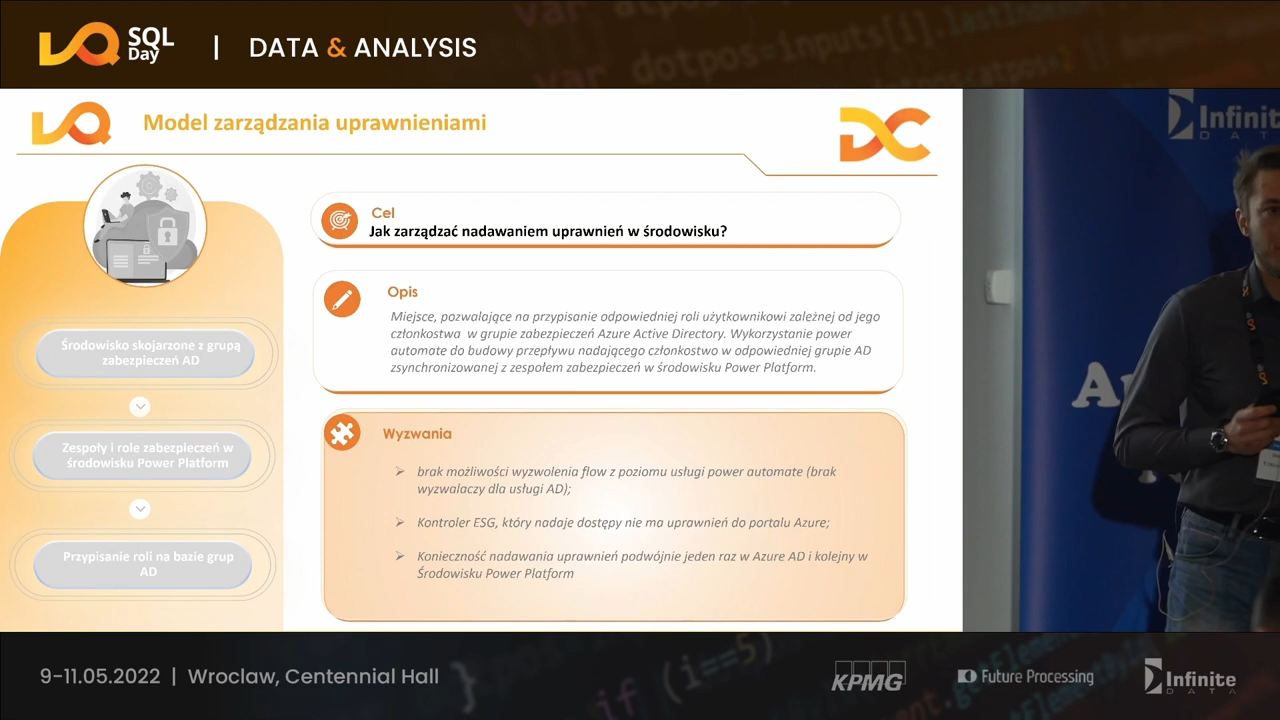 SQL
Day
| DATA & ANALYSIS
Model zarządzania uprawnieniami
DC
Cel
Jak zarządzać nadawaniem uprawnień w środowisku?
Opis
Miejsce, pozwalające na przypisanie odpowiedniej roli użytkownikowi zależnej od jego
członkostwa w grupie zabezpieczeń Azure Active Directory. Wykorzystanie power
automate do budowy przepływu nadającego członkostwo w odpowiedniej grupie AD
zsynchronizowanej z zespołem zabezpieczeń w środowisku Power Platform.
Wyzwania
brak możliwości wyzwolenia flow z poziomu usługi power automate (brak
wyzwalaczy dla usługi AD);
Kontroler ESG, który nadaje dostępy nie ma uprawnień do portalu Azure;
Konieczność nadawania uprawnień podwójnie jeden raz w Azure AD i kolejny w
Środowisku Power Platform
Środowisko skojarzone z grupą
zabezpieczeń AD
Zespoły i role zabezpieczeń w
środowisku Power Platform
Przypisanie roli na bazie grup
AD
Infinit
DAT
9-11.05.2022 | Wroclaw, Centennial Hall
KPMG
Future Processing
Infinite
DATA